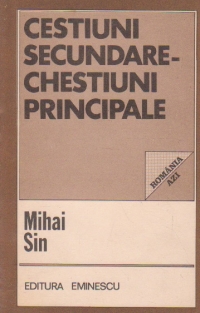 CESTIUNI
SECUNDARE-
CHESTIUNI
PRINCIPALE
ROMÂNIA
AZI
Mihai
Sin
EDITURA EMINESCU